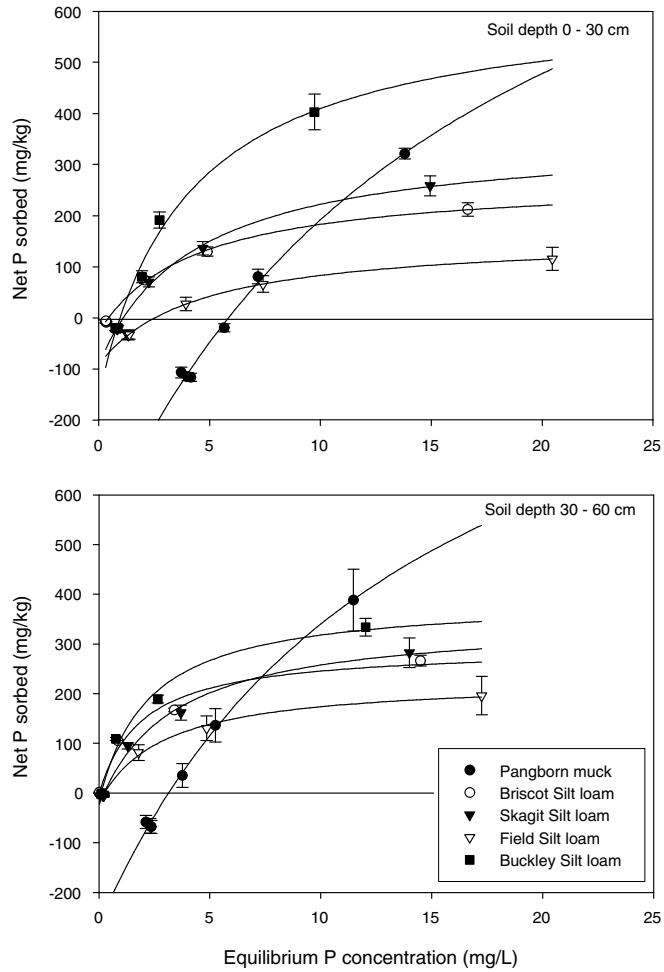 Soil depth 0 - 30 cm
Net P sorbed (mg/kg)
600
500
400
300
200
100
0
-100
-200
0 5 10 15 20 25
Soil depth 30 - 60 cm
Net P sorbed (mg/kg)
600
500
400
300
200
100
0
-100
-200
Pangborn muck
Briscot Silt loam
Skagit Silt loam
Field Silt loam
Buckley Silt loam
0 5 10 15 20 25
Equilibrium P concentration (mg/L)